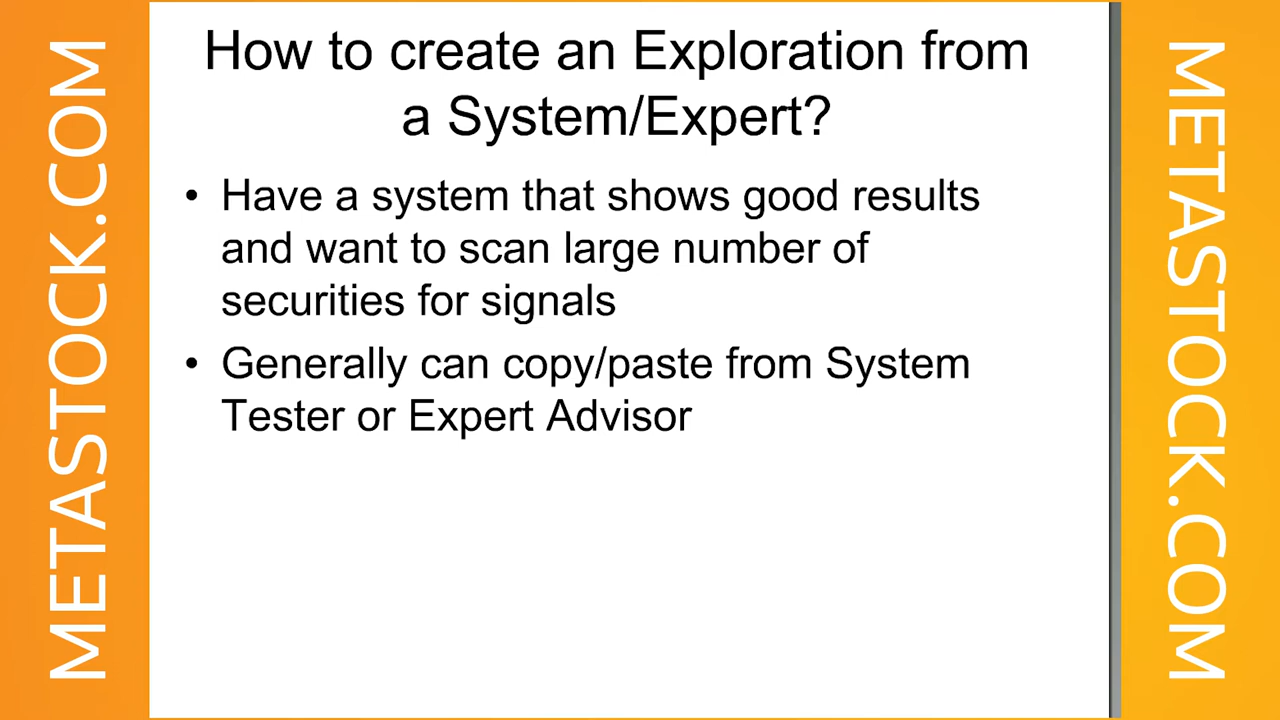 METASTOCK.COM
How to create an Exploration from
a System/Expert?
• Have a system that shows good results
and want to scan large number of
securities for signals
• Generally can copy/paste from System
Tester or Expert Advisor
METASTOCK.COM